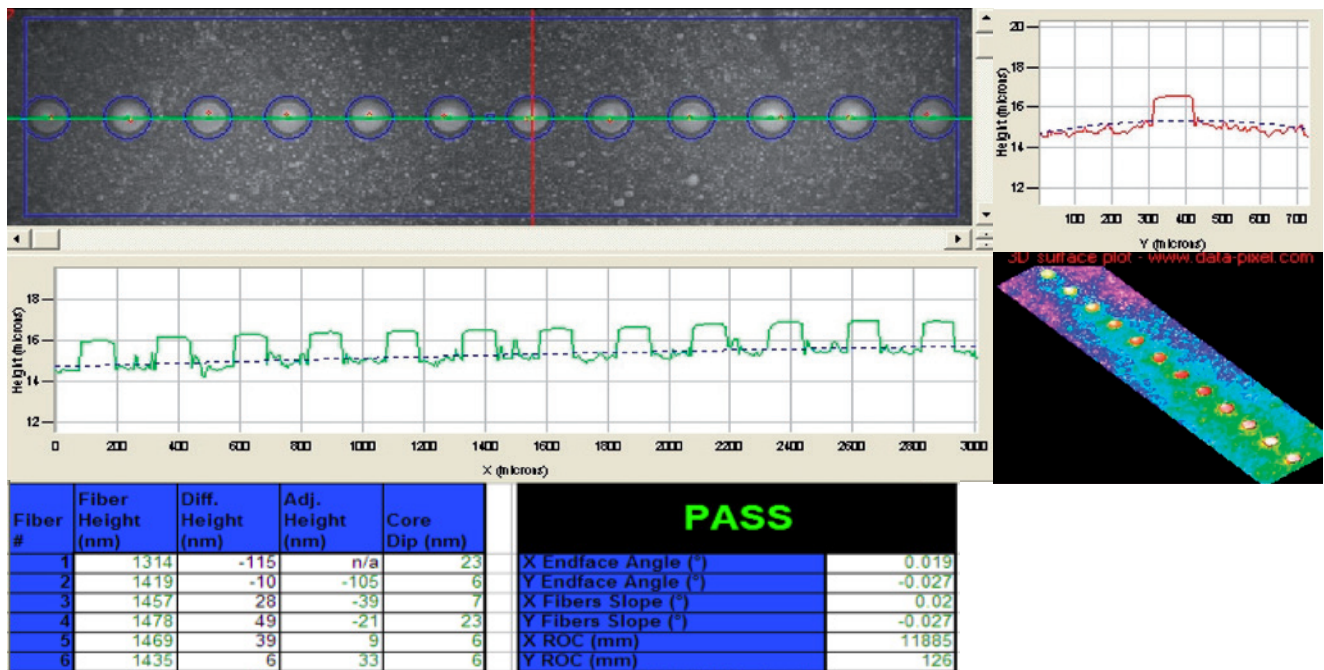 20
18
16
14
12
Height (microns)
100 200 300 400 500 600 700
Y (microns)
3D surface plot - www.data-pixel.com
18
16
14
12
Height (microns)
0 200 400 600 800 1000 1200 1400 1600 1800 2000 2200 2400 2600 2800 3000
X (microns)
Fiber # Fiber Height (nm) Diff. Height (nm) Adj. Height (nm) Core Dip (nm)
1 1314 -115 n/a 23
2 1419 -10 -105 6
3 1457 28 -39 7
4 1478 49 -21 23
5 1469 39 9 6
6 1435 6 33 6
PASS
X Endface Angle (°) 0.019
Y Endface Angle (°) -0.027
X Fibers Slope (°) 0.02
Y Fibers Slope (°) -0.027
X ROC (mm) 11885
Y ROC (mm) 126